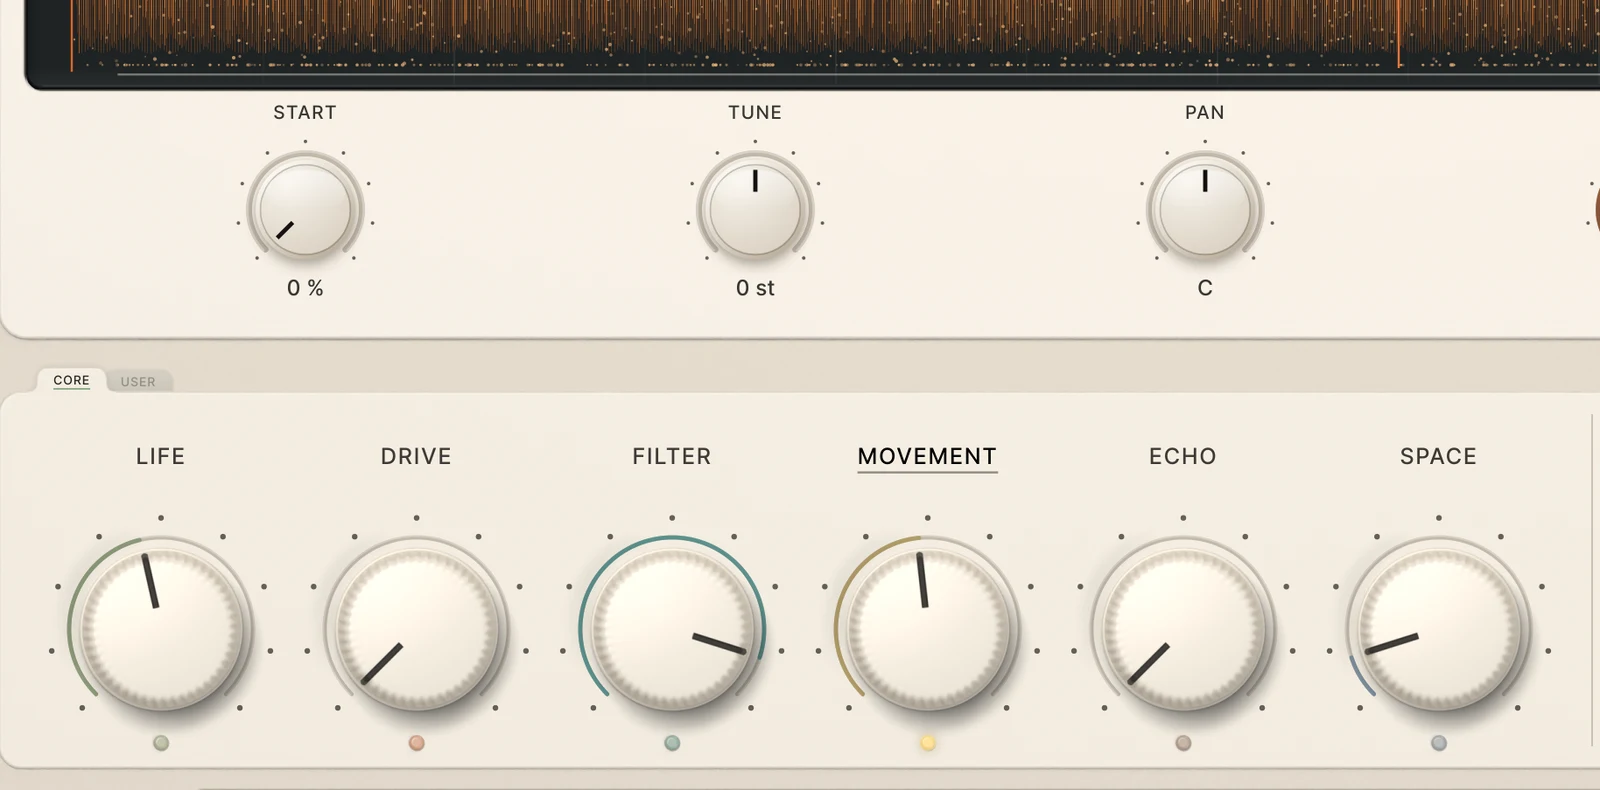 START
TUNE
PAN
0 %
0 st
C
CORE
USER
LIFE
DRIVE
FILTER
MOVEMENT
ECHO
SPACE